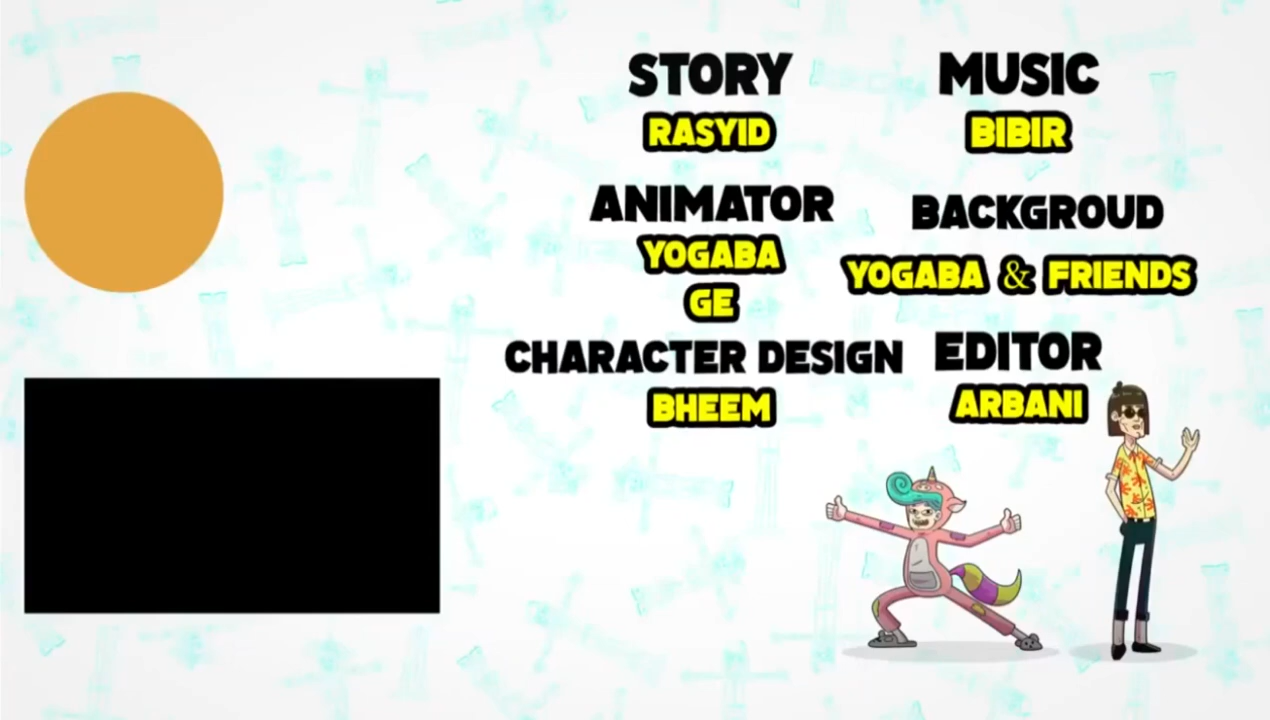 STORY
RASYID
MUSIC
BIBIR
ANIMATOR
YOGABA
GE
BACKGROUD
YOGABA & FRIENDS
CHARACTER DESIGN
BHEEM
EDITOR
ARBANI